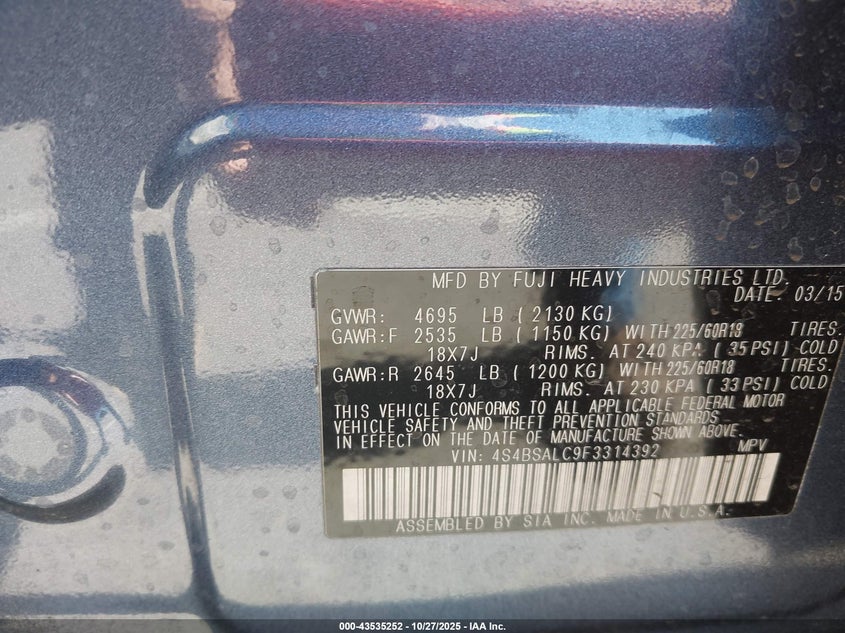 MFD BY FUJI HEAVY INDUSTRIES LTD.
DATE 03/15
GVWR: 4695 LB ( 2130 KG)
GAWR:F 2535 LB ( 1150 KG) WITH 225/60R18 TIRES.
18X7J RIMS. AT 240 KPA ( 35 PSI) COLD
GAWR:R 2645 LB ( 1200 KG) WITH 225/60R18 TIRES.
18X7J RIMS. AT 230 KPA ( 33 PSI) COLD
THIS VEHICLE CONFORMS TO ALL APPLICABLE FEDERAL MOTOR
VEHICLE SAFETY AND THEFT PREVENTION STANDARDS
IN EFFECT ON THE DATE OF MANUFACTURE SHOWN ABOVE.
VIN: 4S4BSALC9F3314392 MPV
ASSEMBLED BY SIA INC. MADE IN U.S.A.
000-43535252 - 10/27/2025 - IAA Inc.